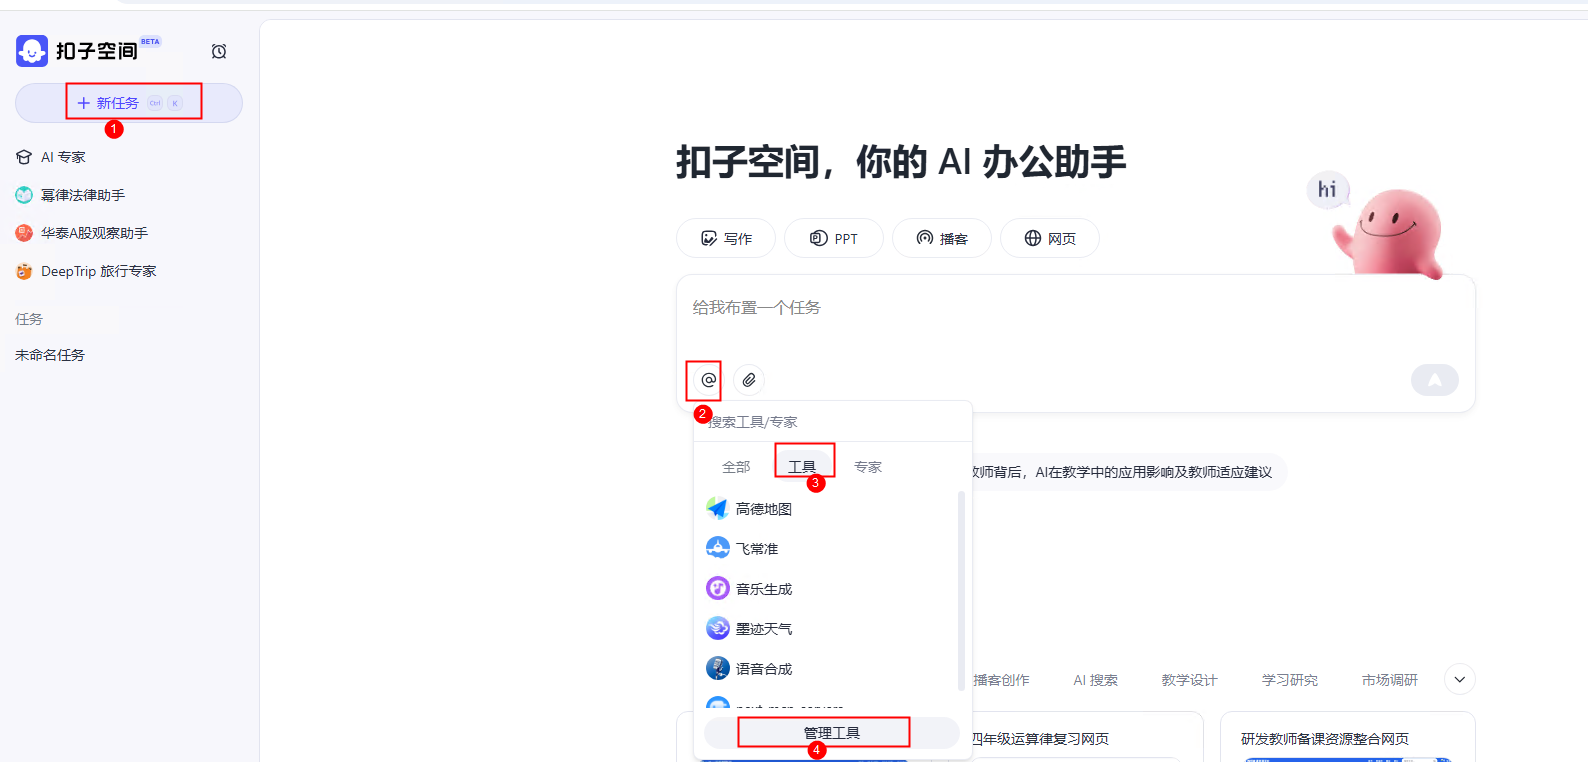 扣子空间 BETA
+ 新任务 Ctrl K
1
AI 专家
幂律法律助手
华泰A股观察助手
DeepTrip 旅行专家
任务
未命名任务
扣子空间，你的 AI 办公助手
hi
写作
PPT
播客
网页
给我布置一个任务
@
2
搜索工具/专家
全部
工具
专家
3
教师背后，AI在教学中的应用影响及教师适应建议
高德地图
飞常准
音乐生成
墨迹天气
语音合成
管理工具
4
播客创作
AI 搜索
教学设计
学习研究
市场调研
四年级运算律复习网页
研发教师备课资源整合网页